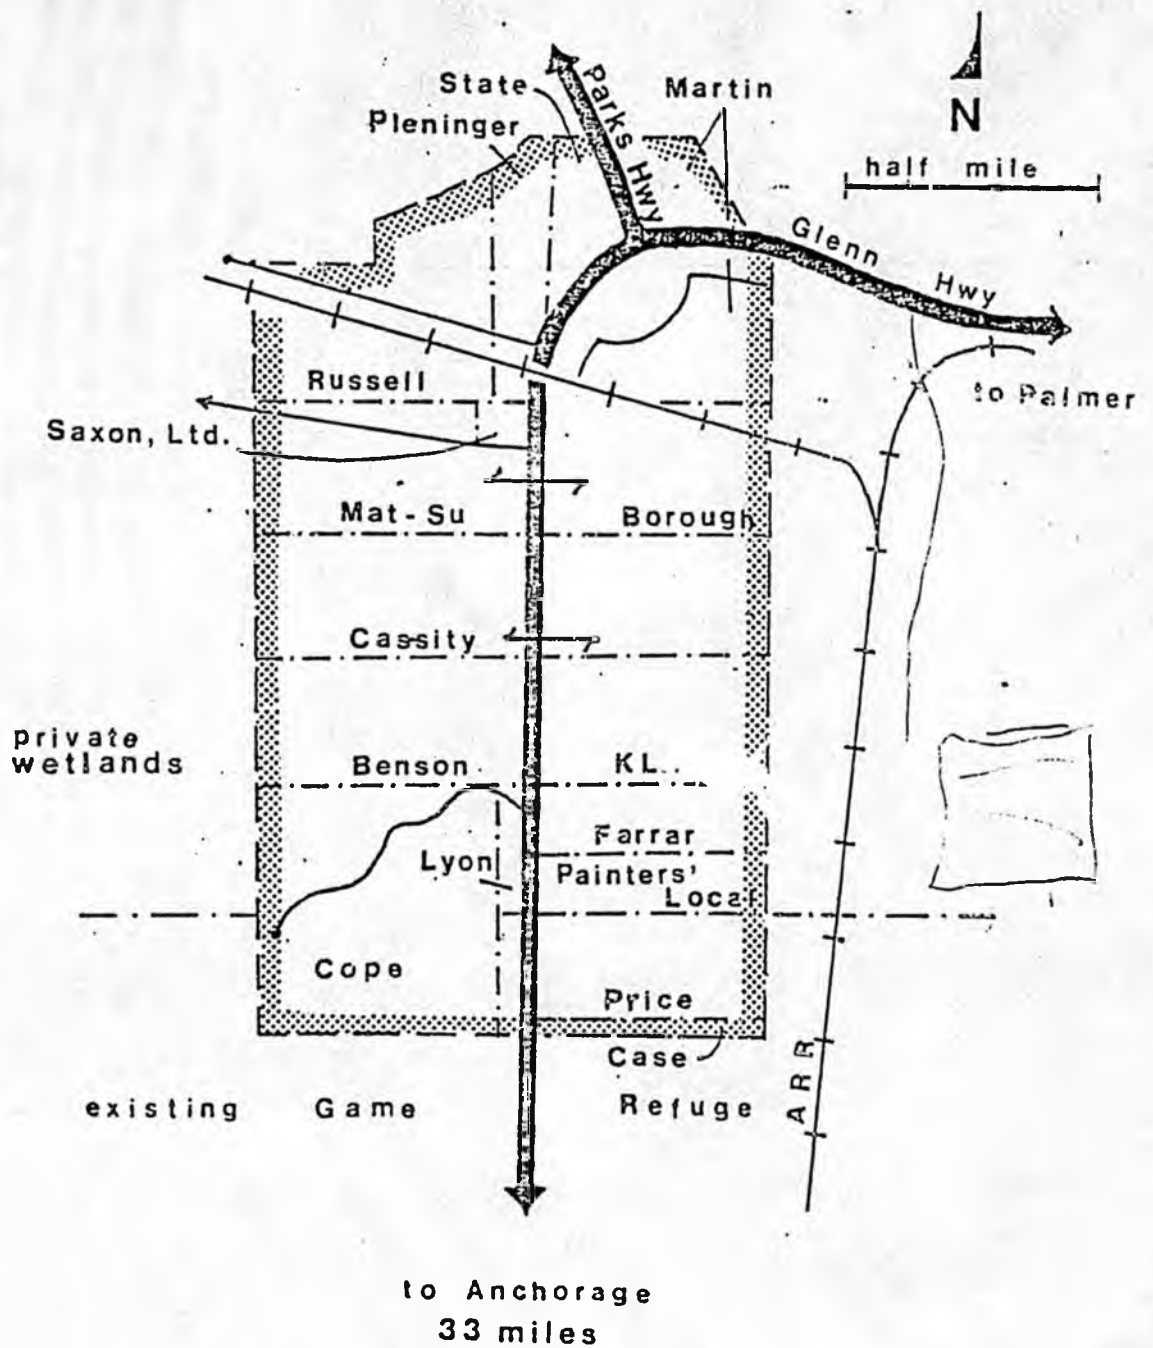 State
Parks Hwy
Martin
Pleninger
N
half mile
Glenn Hwy
Russell
to Palmer
Saxon, Ltd.
Mat-Su Borough
Cassity
private
wetlands
Benson
KL.
Farrar
Lyon
Painters'
Local
Cope
Price
Case
ARR
existing Game Refuge
to Anchorage
33 miles